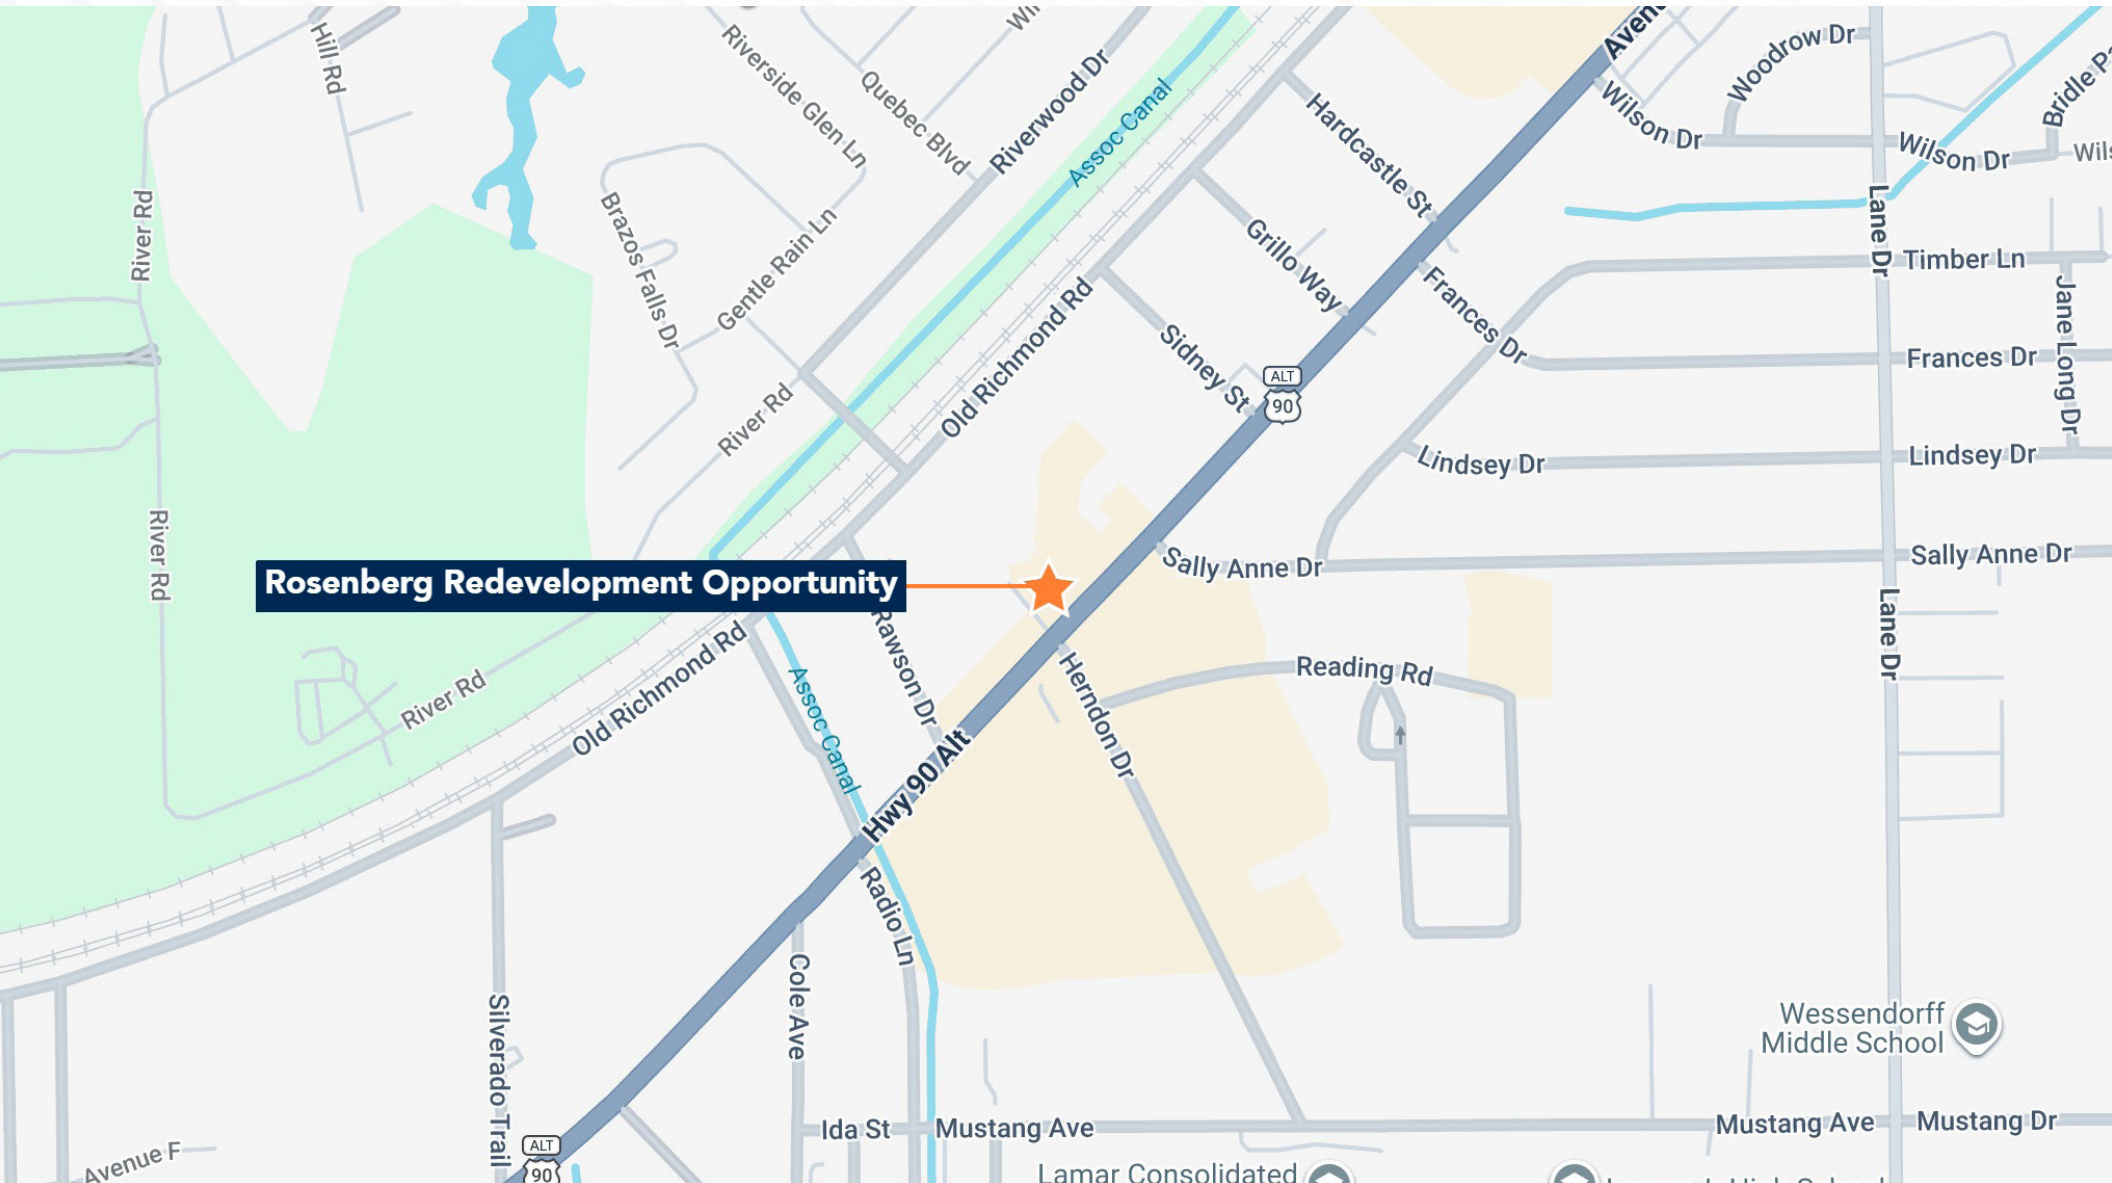 Hill Rd
Riverside Glen Ln
Quebec Blvd
Riverwood Dr
Assoc Canal
Hardcastle St
Wilson Dr
Woodrow Dr
Wilson Dr
River Rd
Brazos Falls Dr
Gentle Rain Ln
Grillo Way
Lane Dr
Timber Ln
Jane Long Dr
Old Richmond Rd
Sidney St
Frances Dr
Frances Dr
ALT
90
River Rd
Lindsey Dr
Lindsey Dr
River Rd
Rosenberg Redevelopment Opportunity
Sally Anne Dr
Sally Anne Dr
Rawson Dr
Old Richmond Rd
River Rd
Assoc Canal
Herndon Dr
Reading Rd
Lane Dr
Hwy 90 Alt
Radio Ln
Cole Ave
Silverado Trail
Wessendorff
Middle School
Ida St
Mustang Ave
Mustang Ave
Mustang Dr
Avenue F
ALT
90
Lamar Consolidated